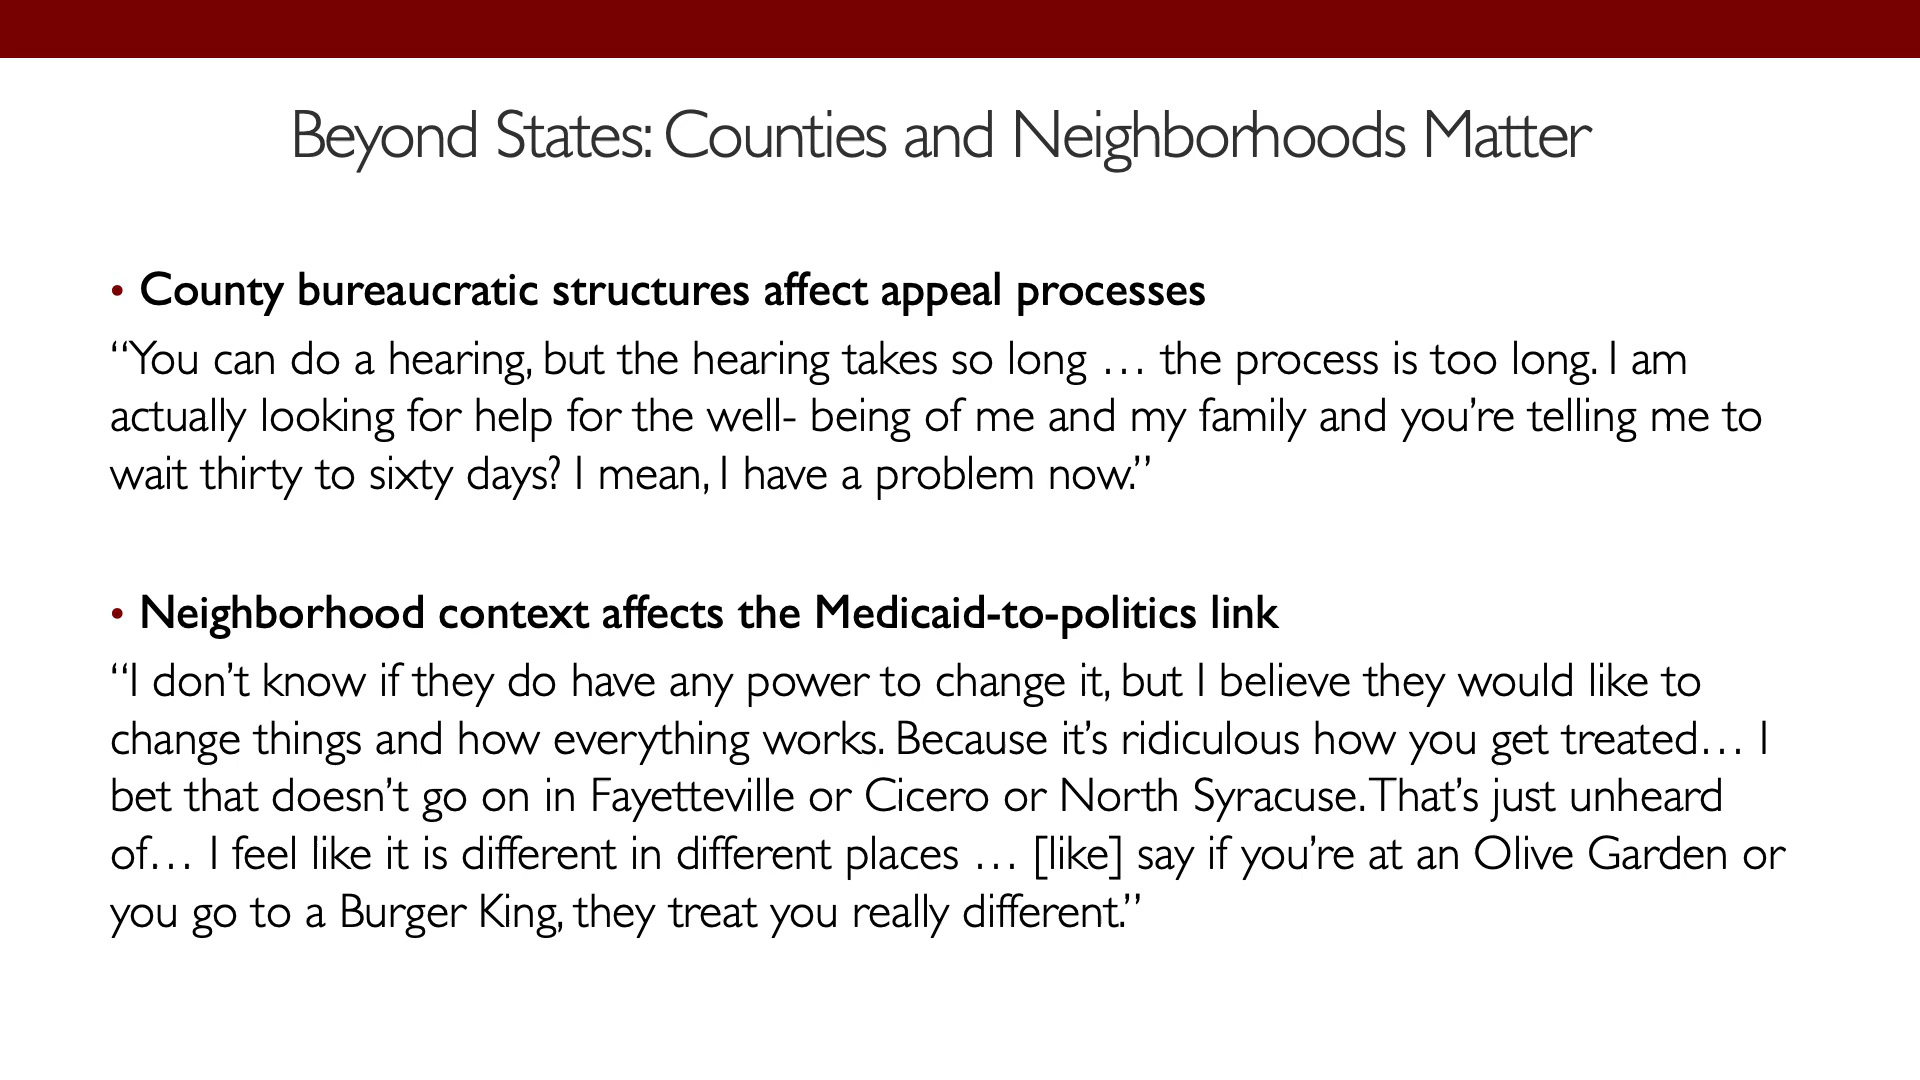 Beyond States: Counties and Neighborhoods Matter
• County bureaucratic structures affect appeal processes
“You can do a hearing, but the hearing takes so long … the process is too long. I am
actually looking for help for the well- being of me and my family and you’re telling me to
wait thirty to sixty days? I mean, I have a problem now.”
• Neighborhood context affects the Medicaid-to-politics link
“I don’t know if they do have any power to change it, but I believe they would like to
change things and how everything works. Because it’s ridiculous how you get treated… I
bet that doesn’t go on in Fayetteville or Cicero or North Syracuse. That’s just unheard
of… I feel like it is different in different places … [like] say if you’re at an Olive Garden or
you go to a Burger King, they treat you really different.”